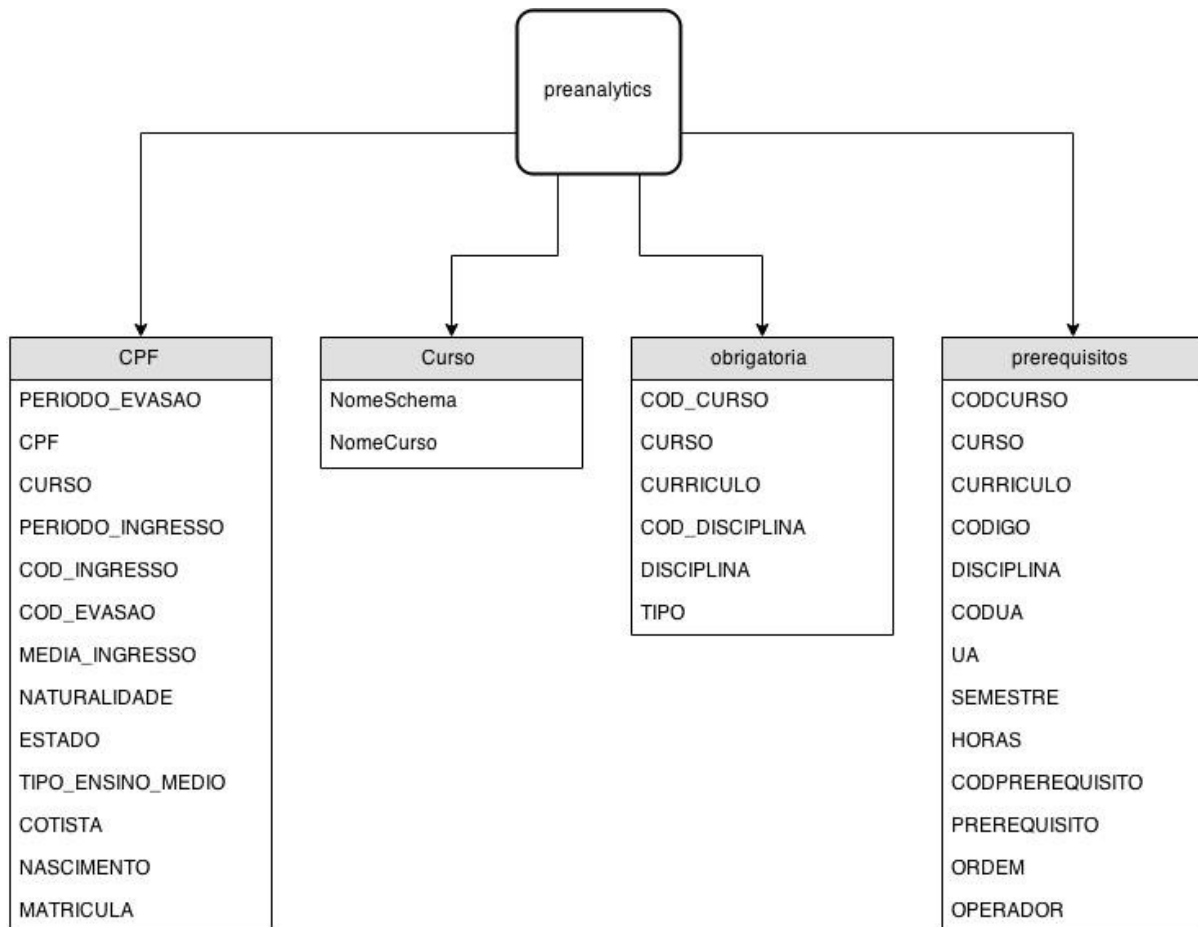 preanalytics
CPF
PERIODO_EVASAO
CPF
CURSO
PERIODO_INGRESSO
COD_INGRESSO
COD_EVASAO
MEDIA_INGRESSO
NATURALIDADE
ESTADO
TIPO_ENSINO_MEDIO
COTISTA
NASCIMENTO
MATRICULA
Curso
NomeSchema
NomeCurso
obrigatoria
COD_CURSO
CURSO
CURRICULO
COD_DISCIPLINA
DISCIPLINA
TIPO
prerequisitos
CODCURSO
CURSO
CURRICULO
CODIGO
DISCIPLINA
CODUA
UA
SEMESTRE
HORAS
CODPREREQUISITO
PREREQUISITO
ORDEM
OPERADOR